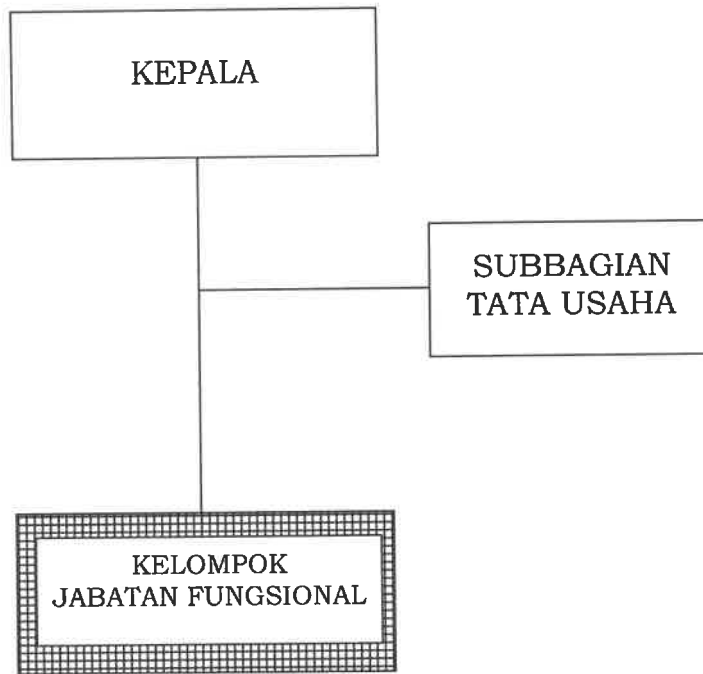 KEPALA
SUBBAGIAN
TATA USAHA
KELOMPOK
JABATAN FUNGSIONAL